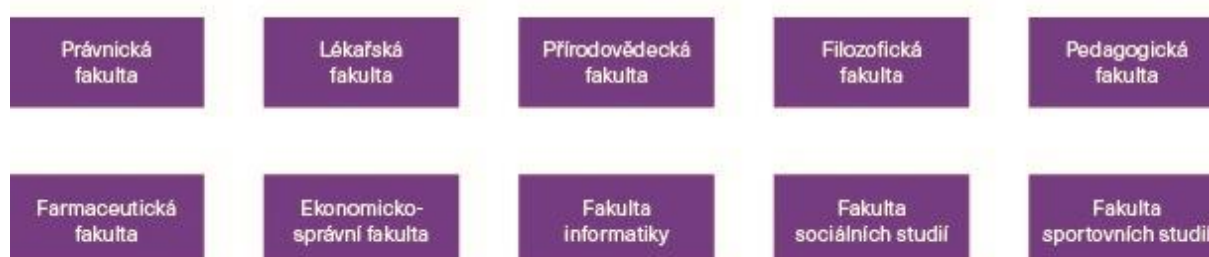 Právnická
fakulta
Lékařská
fakulta
Přírodovědecká
fakulta
Filozofická
fakulta
Pedagogická
fakulta
Farmaceutická
fakulta
Ekonomicko-
správní fakulta
Fakulta
informatiky
Fakulta
sociálních studií
Fakulta
sportovních studií